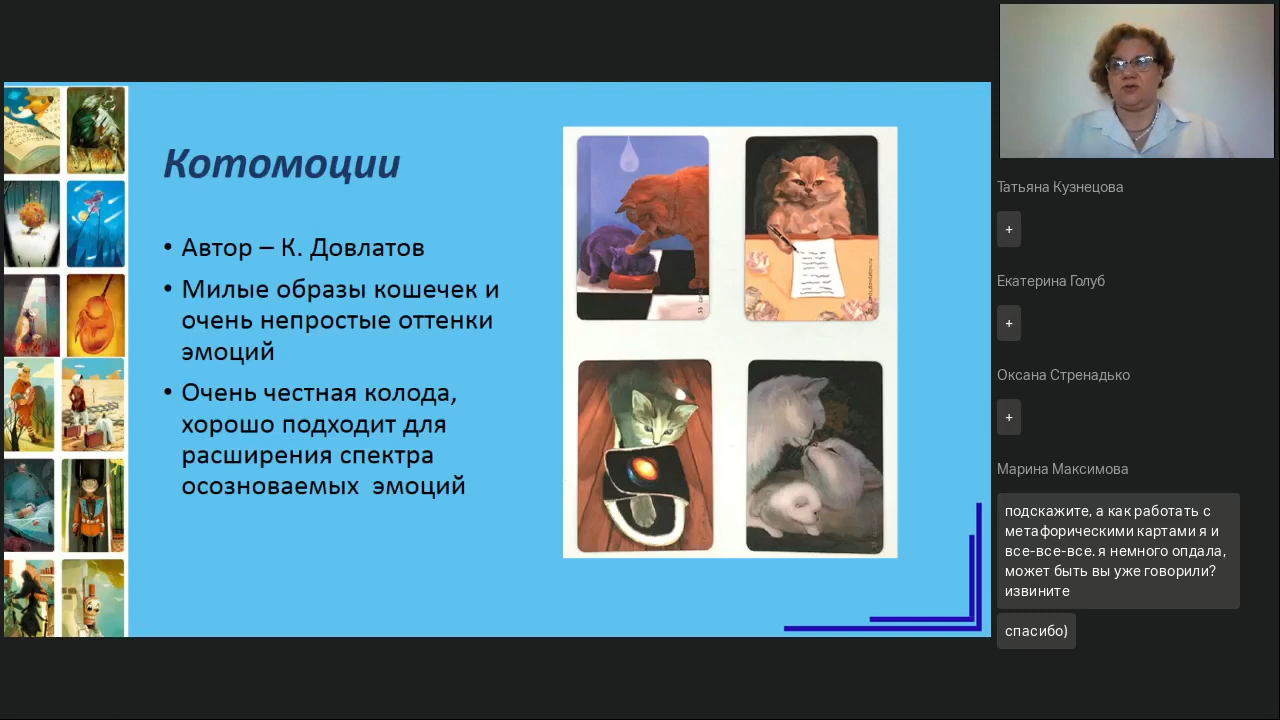 Котомоции
• Автор – К. Довлатов
• Милые образы кошечек и
очень непростые оттенки
эмоций
• Очень честная колода,
хорошо подходит для
расширения спектра
осозноваемых эмоций
Татьяна Кузнецова
+
Екатерина Голуб
+
Оксана Стренадько
+
Марина Максимова
подскажите, а как работать с
метафорическими картами я и
все-все-все. я немного опдала,
может быть вы уже говорили?
извините
спасибо)